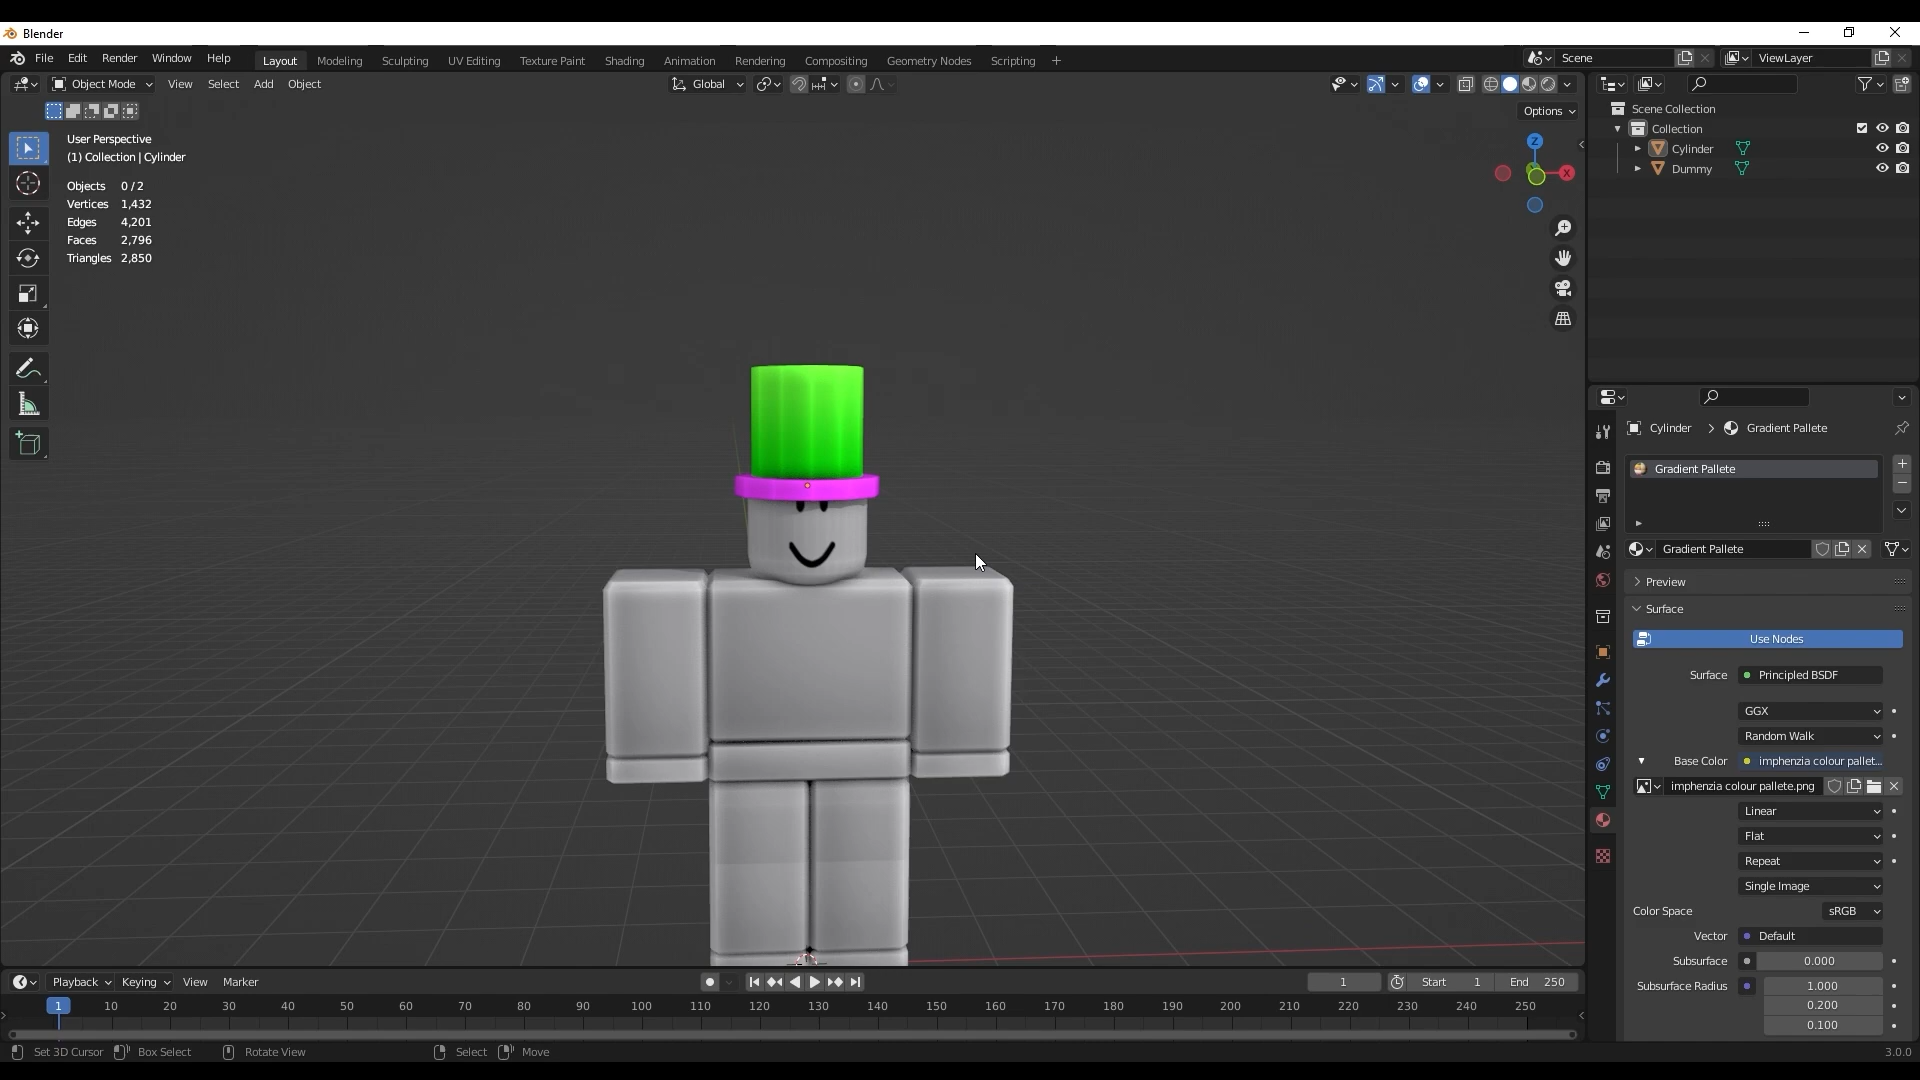 Blender
File Edit Render Window Help
Layout Modeling Sculpting UV Editing Texture Paint Shading Animation Rendering Compositing Geometry Nodes Scripting +
Scene
ViewLayer
Object Mode View Select Add Object
Global
Options
User Perspective
(1) Collection | Cylinder
Objects 0 / 2
Vertices 1,432
Edges 4,201
Faces 2,796
Triangles 2,850
Z
X
Scene Collection
Collection
Cylinder
Dummy
Cylinder > Gradient Pallete
Gradient Pallete
Gradient Pallete
Preview
Surface
Use Nodes
Surface Principled BSDF
GGX
Random Walk
Base Color imphenzia colour pallet...
imphenzia colour pallete.png
Linear
Flat
Repeat
Single Image
Color Space sRGB
Vector Default
Subsurface 0.000
Subsurface Radius 1.000
0.200
0.100
Playback Keying View Marker
1 Start 1 End 250
1 10 20 30 40 50 60 70 80 90 100 110 120 130 140 150 160 170 180 190 200 210 220 230 240 250
Set 3D Cursor Box Select Rotate View Select Move
3.0.0